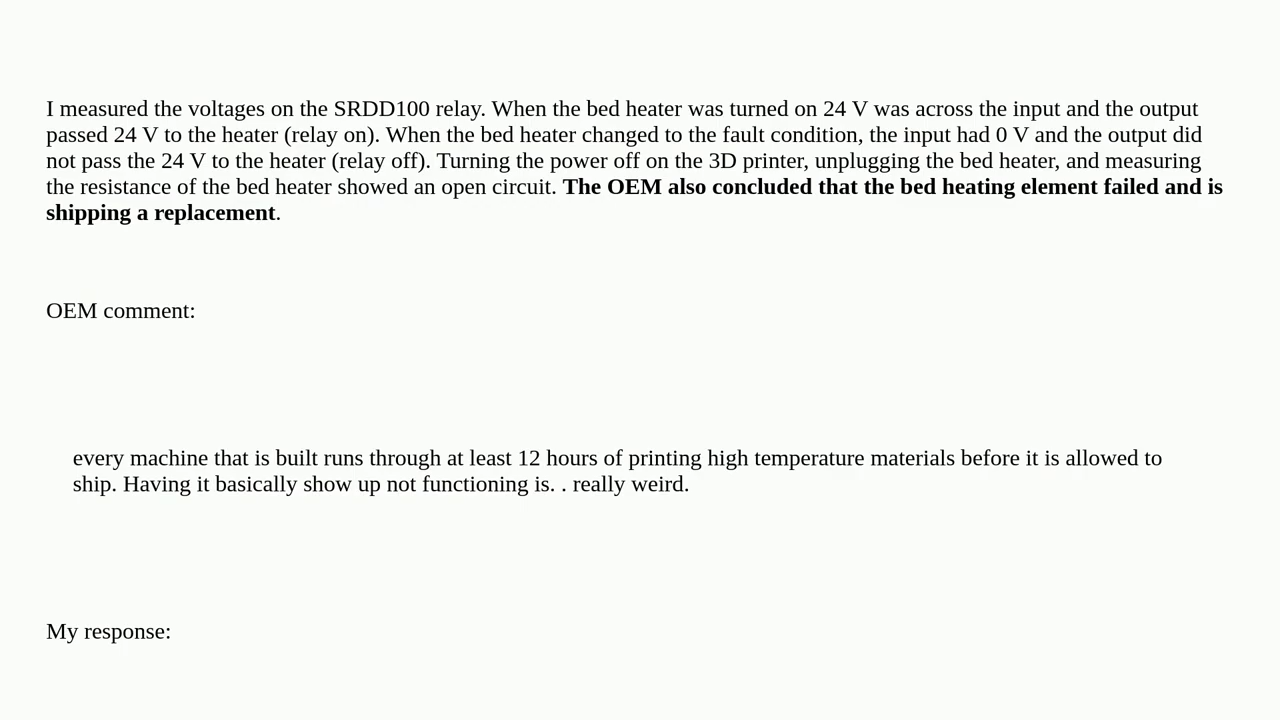 I measured the voltages on the SRDD100 relay. When the bed heater was turned on 24 V was across the input and the output
passed 24 V to the heater (relay on). When the bed heater changed to the fault condition, the input had 0 V and the output did
not pass the 24 V to the heater (relay off). Turning the power off on the 3D printer, unplugging the bed heater, and measuring
the resistance of the bed heater showed an open circuit. The OEM also concluded that the bed heating element failed and is
shipping a replacement.
OEM comment:
every machine that is built runs through at least 12 hours of printing high temperature materials before it is allowed to
ship. Having it basically show up not functioning is. . really weird.
My response: